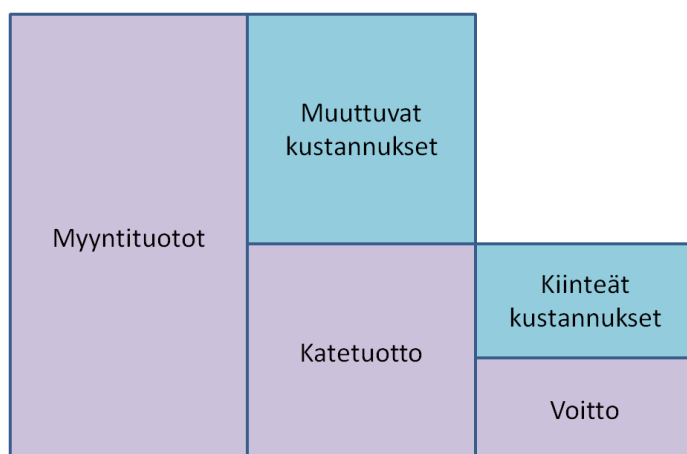 Myyntituotot
Muuttuvat
kustannukset
Katetuotto
Kiinteät
kustannukset
Voitto